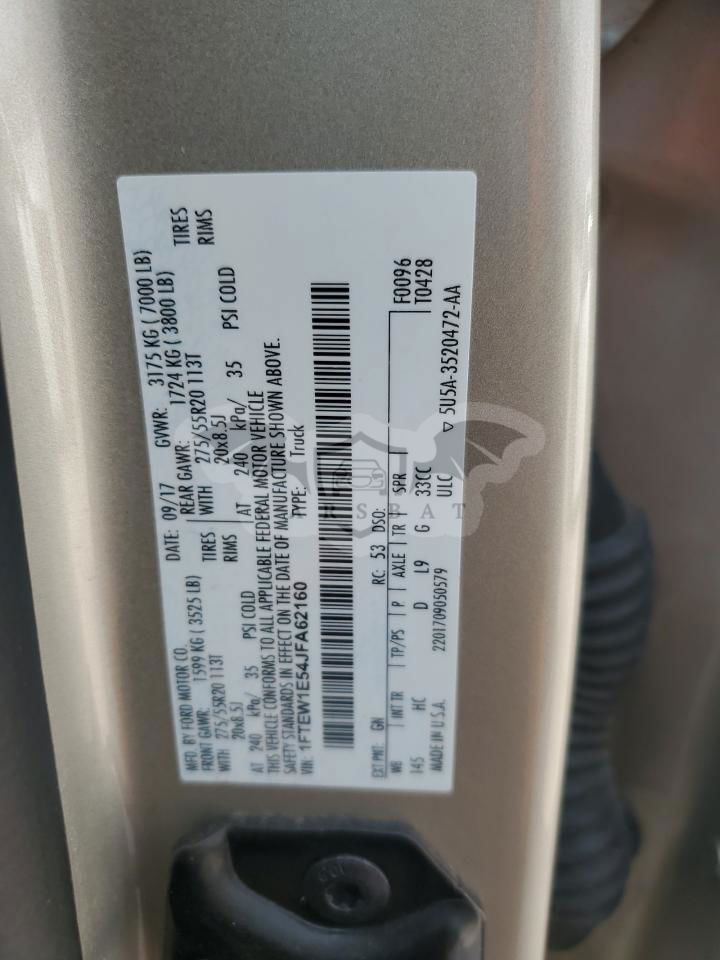 MFD. BY FORD MOTOR CO.
DATE: 09/17 GVWR: 3175 KG ( 7000 LB)
FRONT GAWR: 1599 KG ( 3525 LB) REAR GAWR: 1724 KG ( 3800 LB)
WITH 275/55R20 113T TIRES WITH 275/55R20 113T TIRES
20x8.5J RIMS 20x8.5J RIMS
AT 240 kPa/ 35 PSI COLD AT 240 kPa/ 35 PSI COLD
THIS VEHICLE CONFORMS TO ALL APPLICABLE FEDERAL MOTOR VEHICLE
SAFETY STANDARDS IN EFFECT ON THE DATE OF MANUFACTURE SHOWN ABOVE.
VIN: 1FTEW1E54JFA62160 TYPE: Truck
EXT PNT: GN RC: 53 DSO: F0096
WB INT TR TP/PS P AXLE TR SPR T0428
145 HC D L9 G 33CC
MADE IN U.S.A. 2201709050579 ULC ▽ 5U5A-3520472-AA